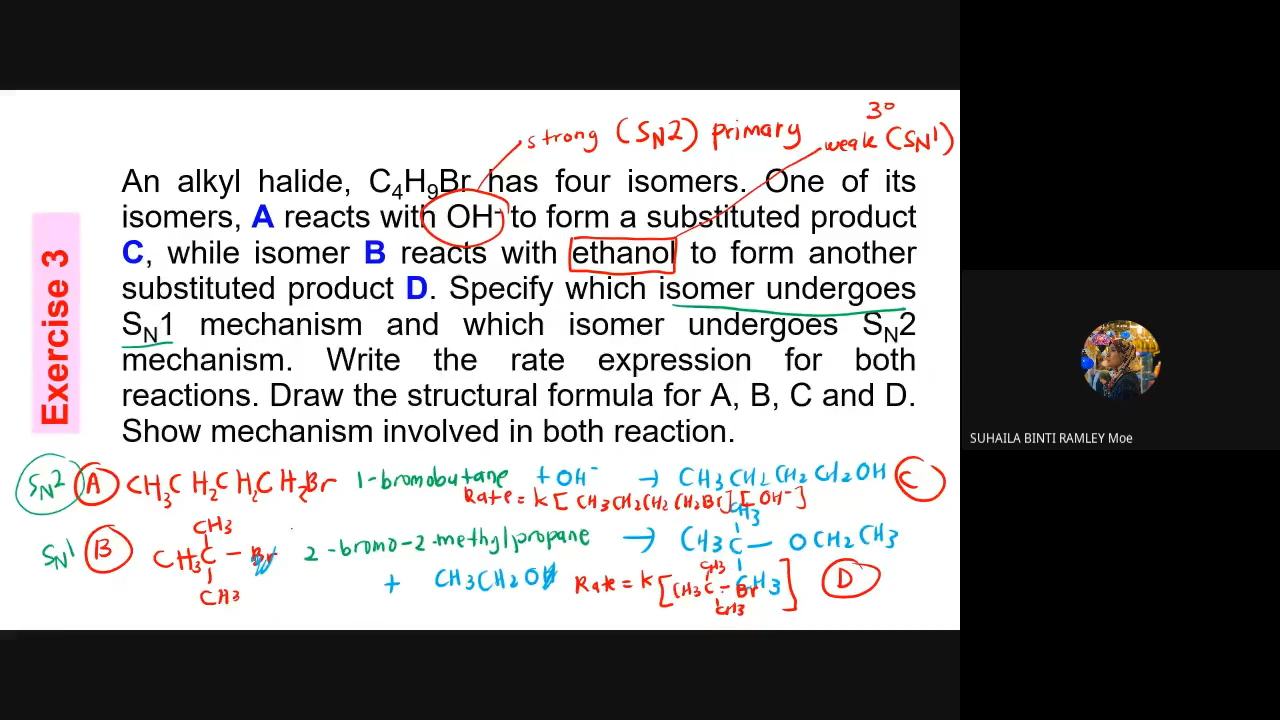 3°
strong (SN2) primary
weak (SN1)
An alkyl halide, C4H9Br has four isomers. One of its
isomers, A reacts with OH⁻ to form a substituted product
C, while isomer B reacts with ethanol to form another
substituted product D. Specify which isomer undergoes
SN1 mechanism and which isomer undergoes SN2
mechanism. Write the rate expression for both
reactions. Draw the structural formula for A, B, C and D.
Show mechanism involved in both reaction.
Exercise 3
SUHAILA BINTI RAMLEY Moe
SN2 A CH3CH2CH2CH2Br 1-bromobutane + OH⁻ → CH3CH2CH2CH2OH C
Rate = k[CH3CH2CH2CH2Br][OH⁻]
CH3 CH3
SN1 B CH3C-Br 2-bromo-2-methylpropane → CH3C-OCH2CH3
CH3 + CH3CH2OH CH3
CH3
Rate = k[CH3C-Br] D
CH3